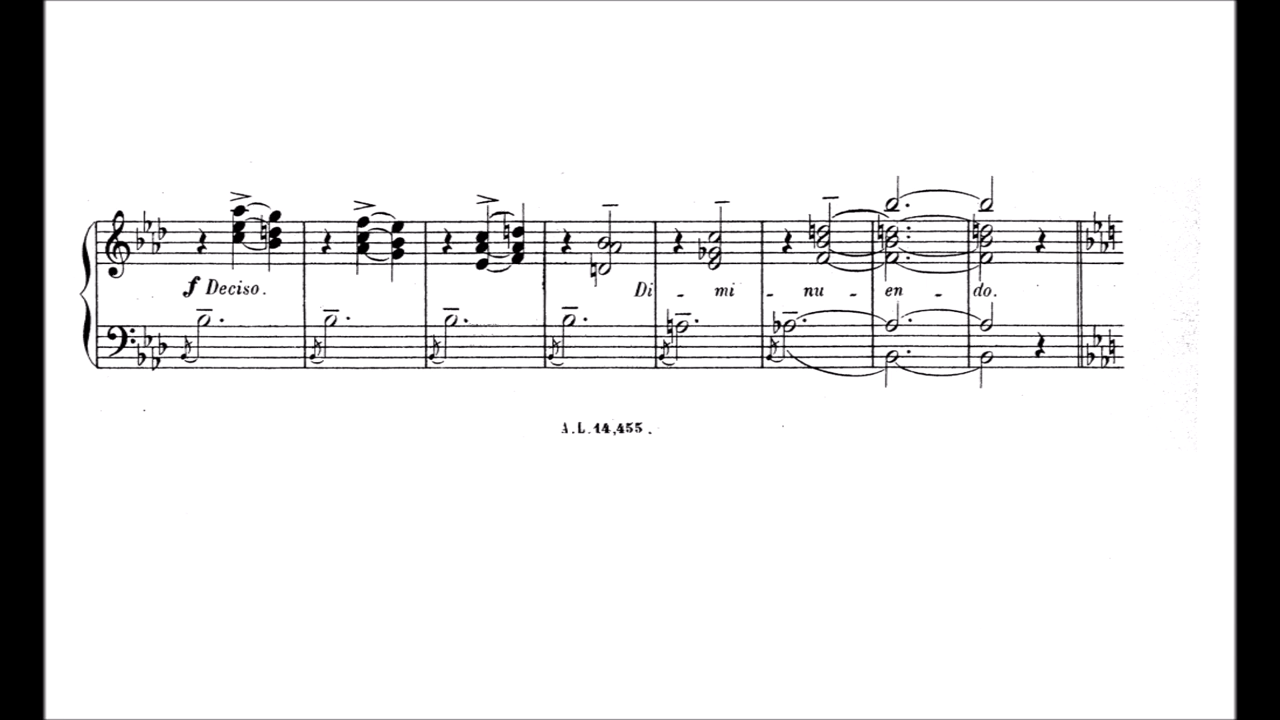 f Deciso.
Di - mi - nu - en - do.
A.L. 14,455.